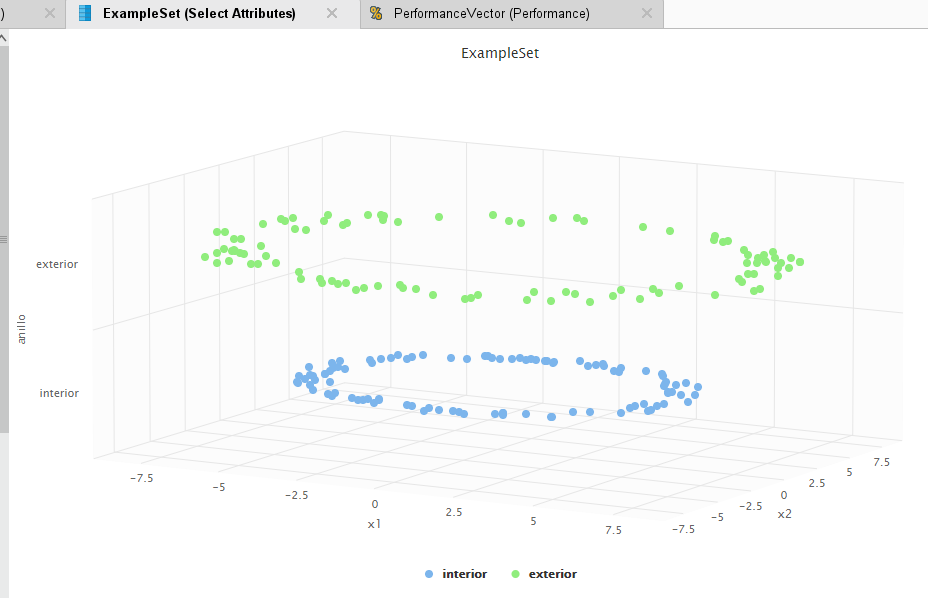 ) ExampleSet (Select Attributes) PerformanceVector (Performance)
ExampleSet
exterior
anillo
interior
-7.5
-5
-2.5
0
2.5
5
7.5
x1
-7.5
-5
-2.5
0
2.5
5
7.5
x2
interior exterior